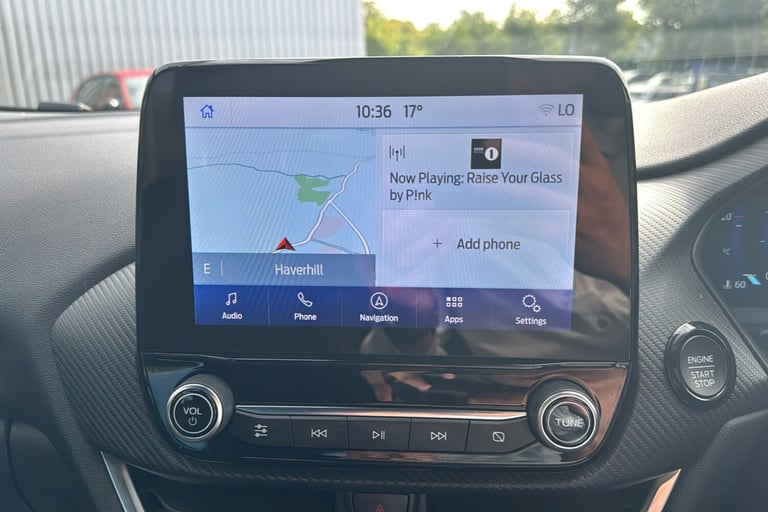 10:36 17° LO
1
Now Playing: Raise Your Glass
by P!nk
+ Add phone
E | Haverhill
Audio Phone Navigation Apps Settings
60
ENGINE
START
STOP
VOL
TUNE